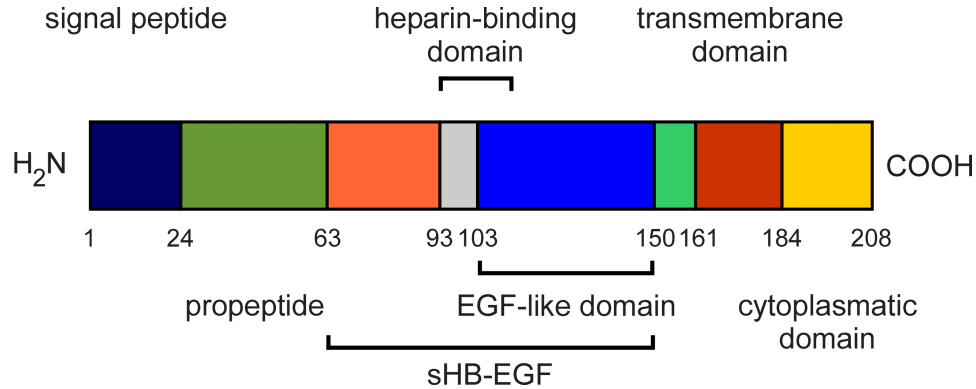 signal peptide
heparin-binding
domain
transmembrane
domain
H2N
COOH
1 24 63 93 103 150 161 184 208
propeptide
EGF-like domain
cytoplasmatic
domain
sHB-EGF